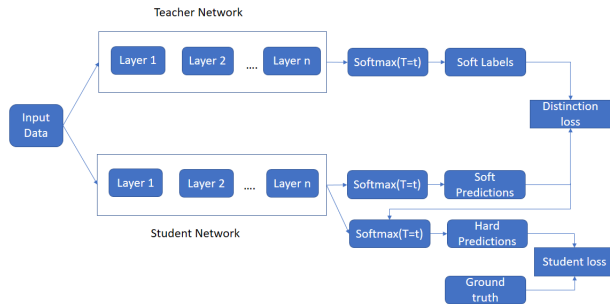 Teacher Network
Layer 1
Layer 2
....
Layer n
Softmax(T=t)
Soft Labels
Input
Data
Distinction
loss
Layer 1
Layer 2
....
Layer n
Softmax(T=t)
Soft
Predictions
Student Network
Softmax(T=t)
Hard
Predictions
Student loss
Ground
truth